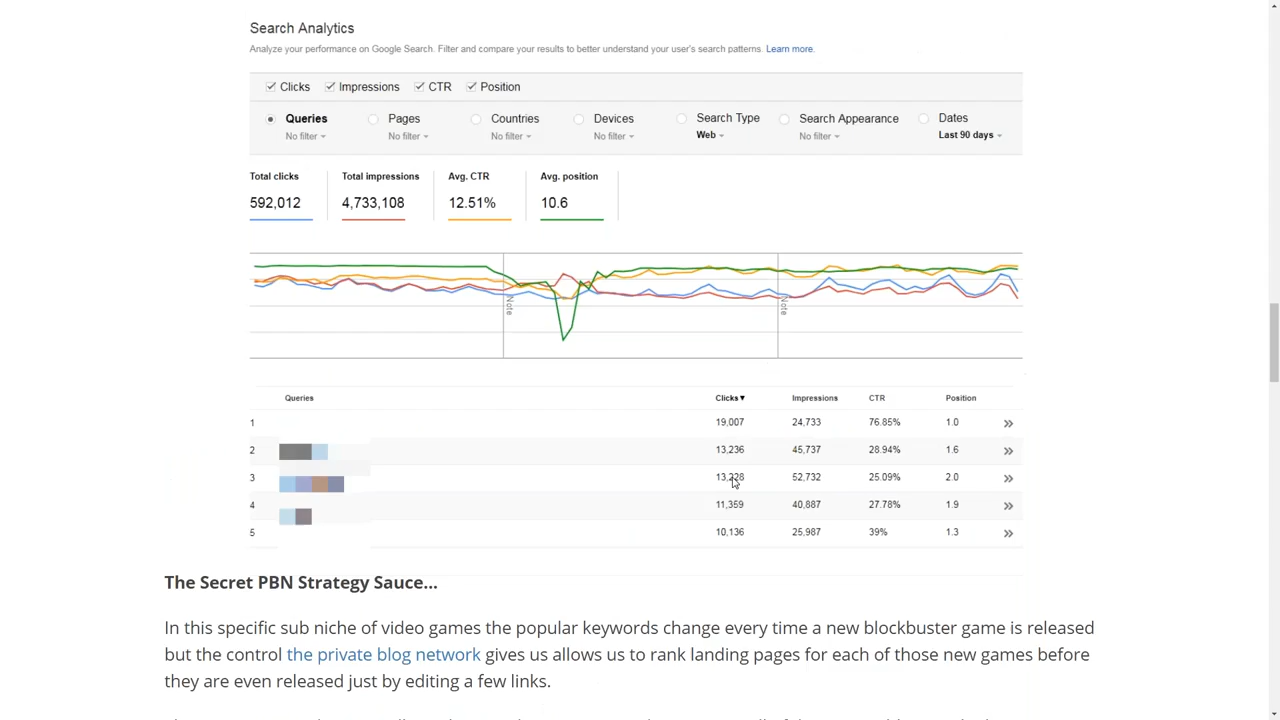 Search Analytics
Analyze your performance on Google Search. Filter and compare your results to better understand your user's search patterns. Learn more.
Clicks Impressions CTR Position
Queries Pages Countries Devices Search Type Search Appearance Dates
No filter No filter No filter No filter Web No filter Last 90 days
Total clicks Total impressions Avg. CTR Avg. position
592,012 4,733,108 12.51% 10.6
Note Note
Queries Clicks▼ Impressions CTR Position
1 19,007 24,733 76.85% 1.0 »
2 13,236 45,737 28.94% 1.6 »
3 13,228 52,732 25.09% 2.0 »
4 11,359 40,887 27.78% 1.9 »
5 10,136 25,987 39% 1.3 »
The Secret PBN Strategy Sauce...
In this specific sub niche of video games the popular keywords change every time a new blockbuster game is released
but the control the private blog network gives us allows us to rank landing pages for each of those new games before
they are even released just by editing a few links.